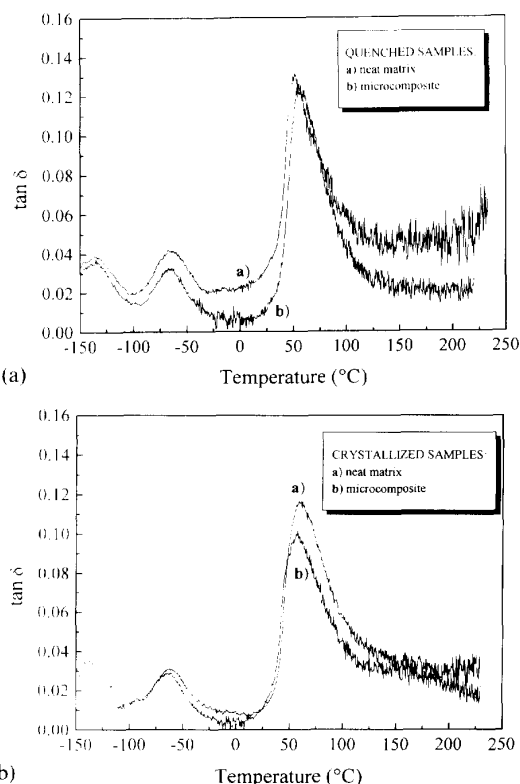 0.16
0.14
0.12
0.10
0.08
0.06
0.04
0.02
0.00
tan δ
QUENCHED SAMPLES
a) neat matrix
b) microcomposite
a)
b)
-150 -100 -50 0 50 100 150 200 250
(a)
Temperature (°C)
0.16
0.14
0.12
0.10
0.08
0.06
0.04
0.02
0.00
tan δ
CRYSTALLIZED SAMPLES
a) neat matrix
b) microcomposite
a)
b)
-150 -100 -50 0 50 100 150 200 250
b)
Temperature (°C)